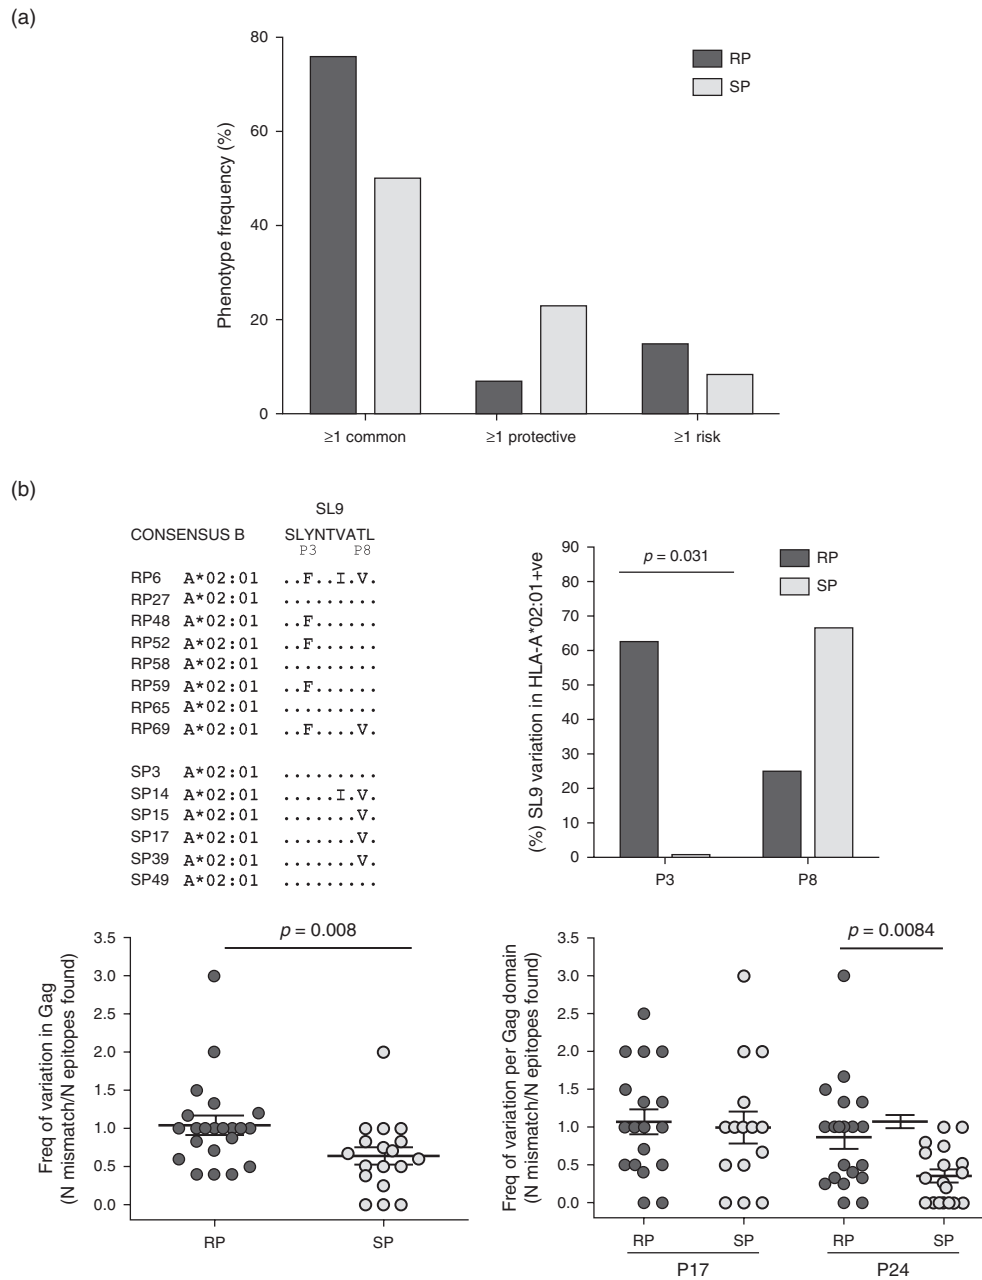 (a)
80
60
40
20
0
Phenotype frequency (%)
RP
SP
≥1 common
≥1 protective
≥1 risk
(b)
SL9
CONSENSUS B SLYNTVATL
P3 P8
RP6 A*02:01 ..F..I.V.
RP27 A*02:01 .........
RP48 A*02:01 ..F......
RP52 A*02:01 ..F......
RP58 A*02:01 .........
RP59 A*02:01 ..F......
RP65 A*02:01 .........
RP69 A*02:01 ..F....V.
SP3 A*02:01 .........
SP14 A*02:01 .....I.V.
SP15 A*02:01 .......V.
SP17 A*02:01 .......V.
SP39 A*02:01 .......V.
SP49 A*02:01 .........
(%) SL9 variation in HLA-A*02:01+ve
90
80
70
60
50
40
30
20
10
0
p = 0.031
RP
SP
P3
P8
Freq of variation in Gag
(N mismatch/N epitopes found)
3.5
3.0
2.5
2.0
1.5
1.0
0.5
0.0
p = 0.008
RP
SP
Freq of variation per Gag domain
(N mismatch/N epitopes found)
3.5
3.0
2.5
2.0
1.5
1.0
0.5
0.0
p = 0.0084
RP
SP
RP
SP
P17
P24